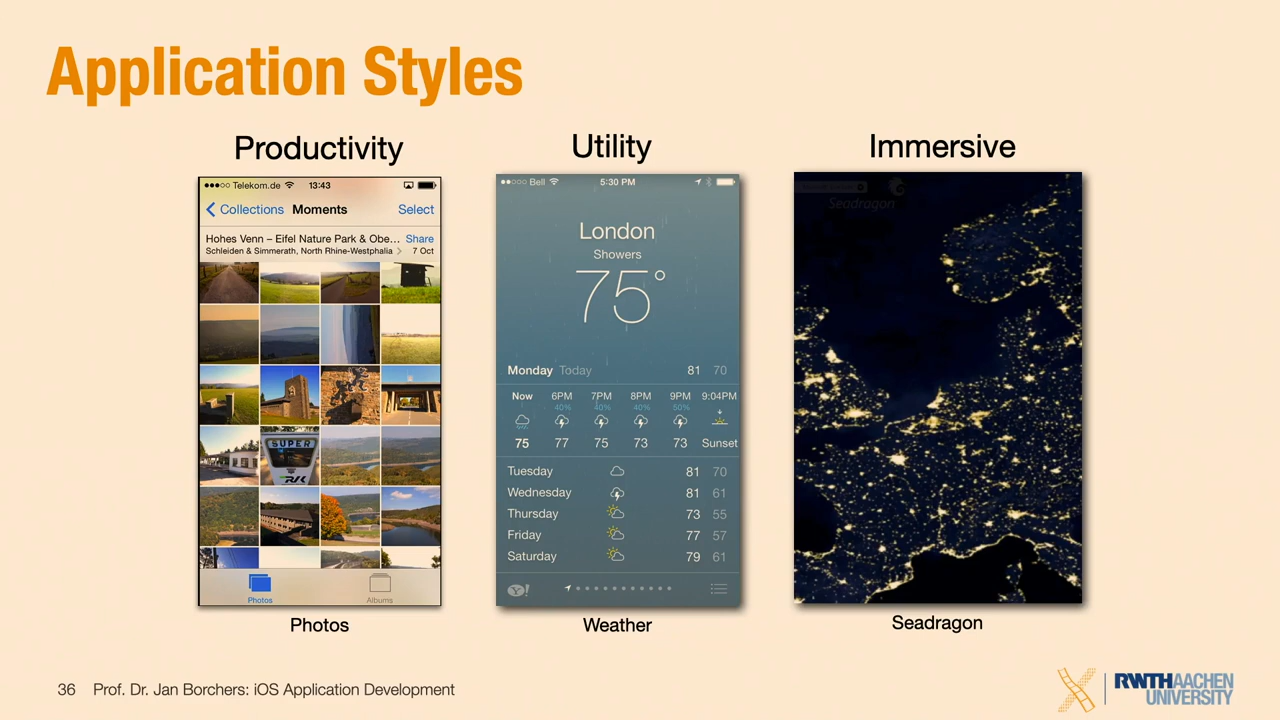 Application Styles
Productivity
Utility
Immersive
Telekom.de 13:43
Collections Moments Select
Hohes Venn – Eifel Nature Park & Obe... Share
Schleiden & Simmerath, North Rhine-Westphalia 7 Oct
SUPER
Photos Albums
Photos
Bell 5:30 PM
London
Showers
75°
Monday Today 81 70
Now 6PM 7PM 8PM 9PM 9:04PM
40% 40% 40% 50%
75 77 75 73 73 Sunset
Tuesday 81 70
Wednesday 81 61
Thursday 73 55
Friday 77 57
Saturday 79 61
Y!
Weather
Seadragon
Seadragon
36 Prof. Dr. Jan Borchers: iOS Application Development
RWTHAACHEN
UNIVERSITY